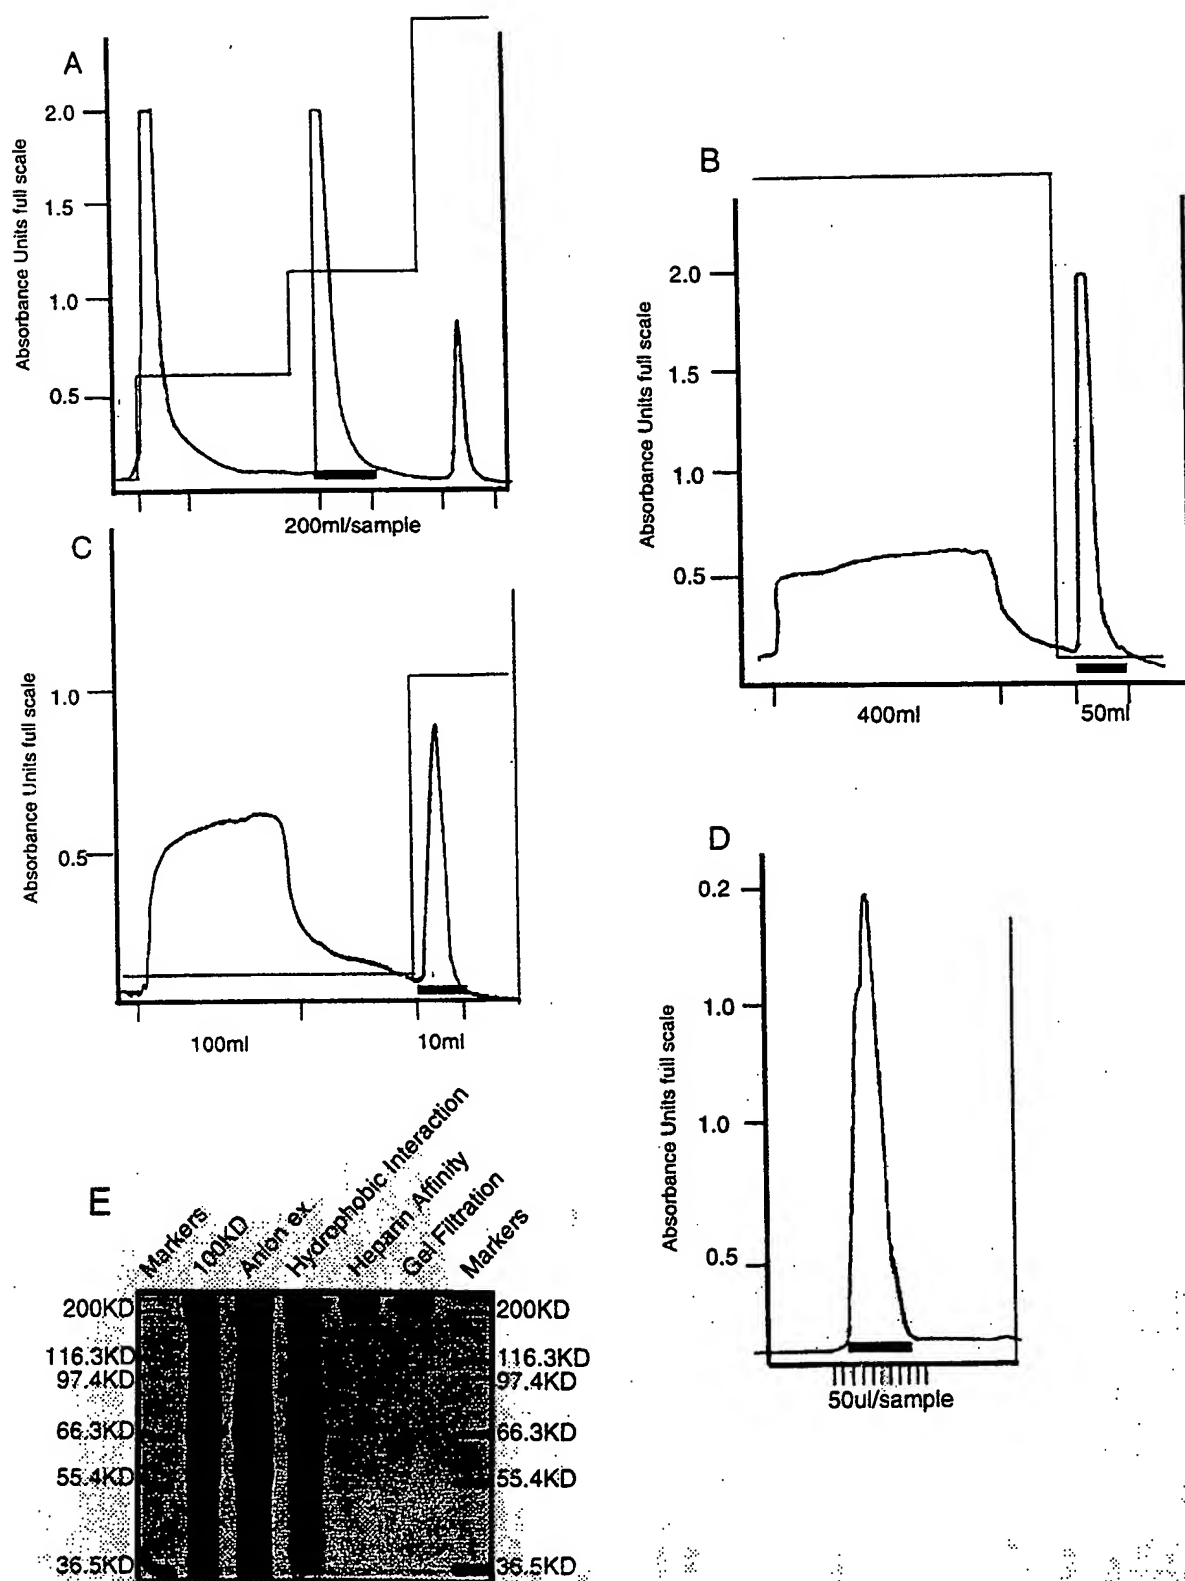 A
Absorbance Units full scale
2.0
1.5
1.0
0.5
200ml/sample
B
Absorbance Units full scale
2.0
1.5
1.0
0.5
400ml
50ml
C
Absorbance Units full scale
1.0
0.5
100ml
10ml
D
Absorbance Units full scale
0.2
1.0
1.0
0.5
50ul/sample
E
Markers
100KD
Anion ex.
Hydrophobic Interaction
Heparin Affinity
Gel Filtration
Markers
200KD
116.3KD
97.4KD
66.3KD
55.4KD
36.5KD
200KD
116.3KD
97.4KD
66.3KD
55.4KD
36.5KD